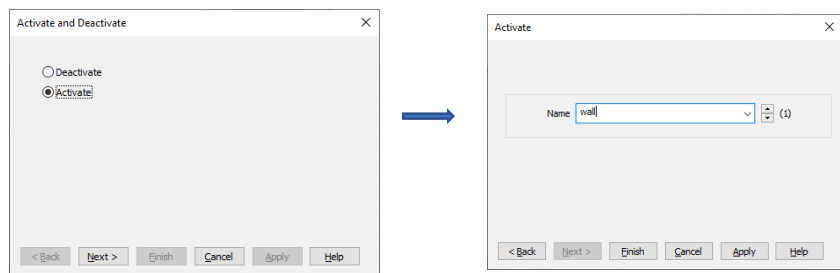 Activate and Deactivate
Deactivate
Activate
< Back Next > Finish Cancel Apply Help
Activate
Name wall (1)
< Back Next > Finish Cancel Apply Help